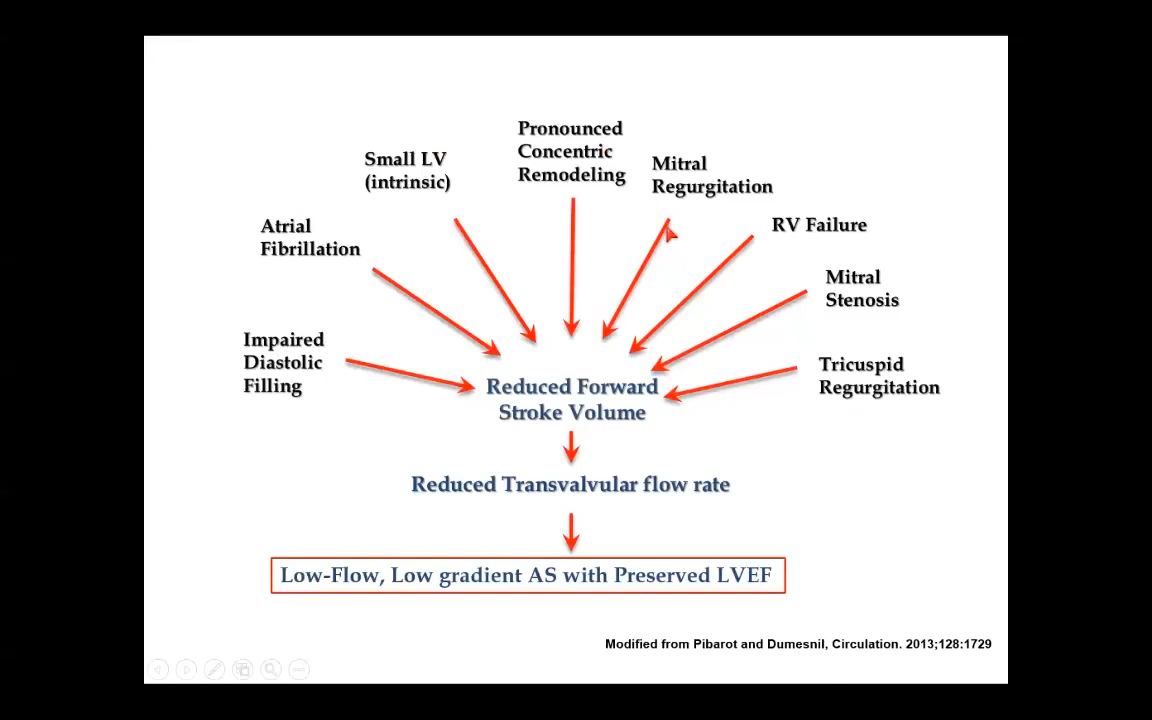 Pronounced
Concentric
Remodeling
Small LV
(intrinsic)
Mitral
Regurgitation
Atrial
Fibrillation
RV Failure
Mitral
Stenosis
Impaired
Diastolic
Filling
Tricuspid
Regurgitation
Reduced Forward
Stroke Volume
Reduced Transvalvular flow rate
Low-Flow, Low gradient AS with Preserved LVEF
Modified from Pibarot and Dumesnil, Circulation. 2013;128:1729